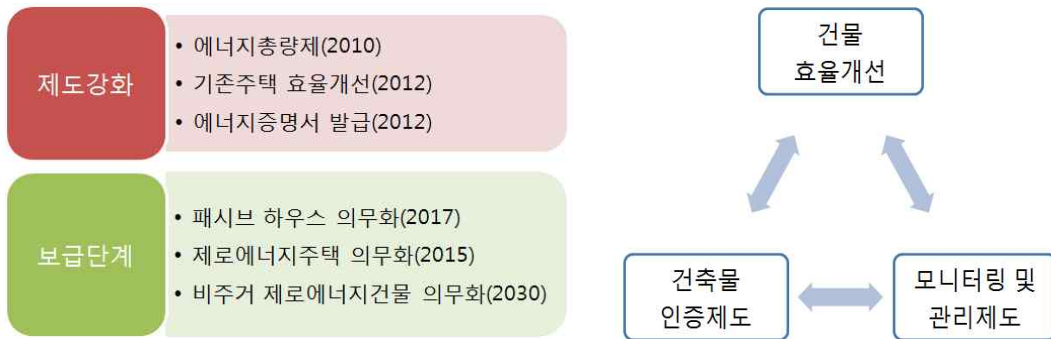 제도강화
• 에너지총량제(2010)
• 기존주택 효율개선(2012)
• 에너지증명서 발급(2012)
보급단계
• 패시브 하우스 의무화(2017)
• 제로에너지주택 의무화(2015)
• 비주거 제로에너지건물 의무화(2030)
건물
효율개선
건축물
인증제도
모니터링 및
관리제도